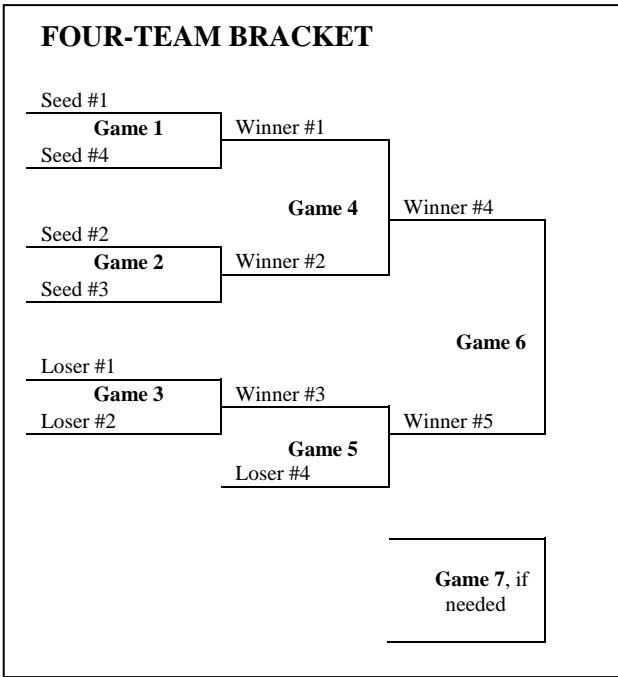 FOUR-TEAM BRACKET
Seed #1
Game 1
Winner #1
Seed #4
Game 4
Winner #4
Seed #2
Game 2
Winner #2
Seed #3
Game 6
Loser #1
Game 3
Winner #3
Loser #2
Winner #5
Game 5
Loser #4
Game 7, if
needed